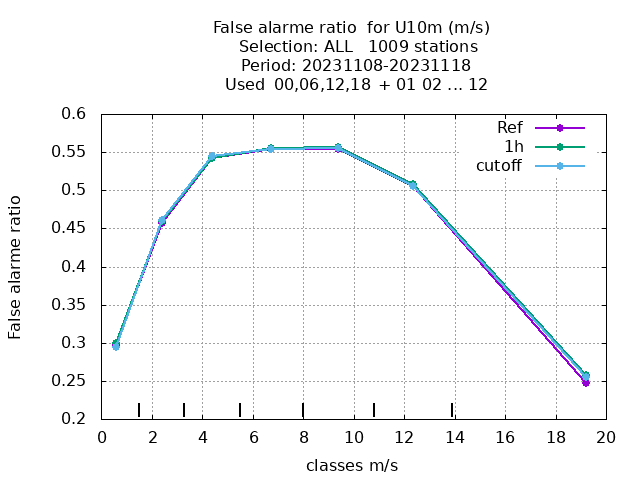 False alarme ratio  for U10m (m/s)
Selection: ALL   1009 stations
Period: 20231108-20231118
Used  00,06,12,18 + 01 02 ... 12
Ref
1h
cutoff
0.6
0.55
0.5
0.45
0.4
0.35
0.3
0.25
0.2
False alarme ratio
0 2 4 6 8 10 12 14 16 18 20
classes m/s